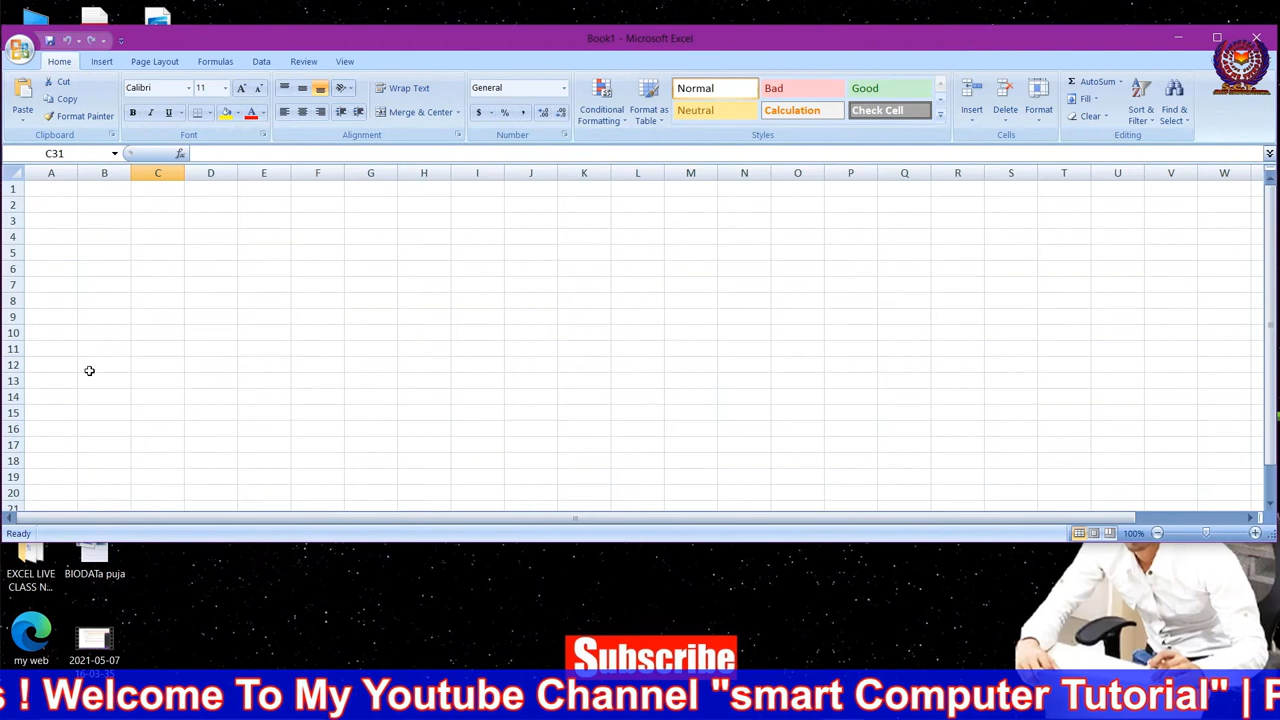 Book1 - Microsoft Excel
Home Insert Page Layout Formulas Data Review View
Paste
Cut
Copy
Format Painter
Clipboard
Calibri 11
Font
Wrap Text
Merge & Center
Alignment
General
Number
Conditional Formatting
Format as Table
Normal Bad Good
Neutral Calculation Check Cell
Styles
Insert Delete Format
Cells
AutoSum
Fill
Clear
Sort & Filter
Find & Select
Editing
C31
A B C D E F G H I J K L M N O P Q R S T U V W
1
2
3
4
5
6
7
8
9
10
11
12
13
14
15
16
17
18
19
20
21
Ready
100%
EXCEL LIVE CLASS N...
BIODATa puja
my web
2021-05-07 16-03-35
Subscribe
s ! Welcome To My Youtube Channel "smart Computer Tutorial" | F